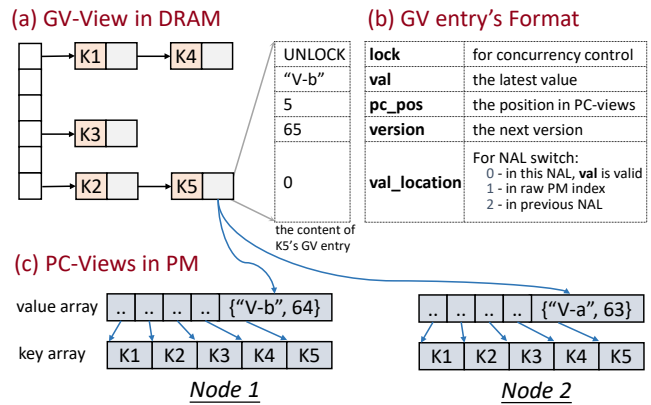 (a) GV-View in DRAM
K1
K4
K3
K2
K5
UNLOCK
“V-b”
5
65
0
the content of
K5’s GV entry
(b) GV entry’s Format
lock for concurrency control
val the latest value
pc_pos the position in PC-views
version the next version
val_location
For NAL switch:
0 - in this NAL, val is valid
1 - in raw PM index
2 - in previous NAL
(c) PC-Views in PM
value array .. .. .. .. {“V-b”, 64}
key array K1 K2 K3 K4 K5
Node 1
.. .. .. .. {“V-a”, 63}
K1 K2 K3 K4 K5
Node 2